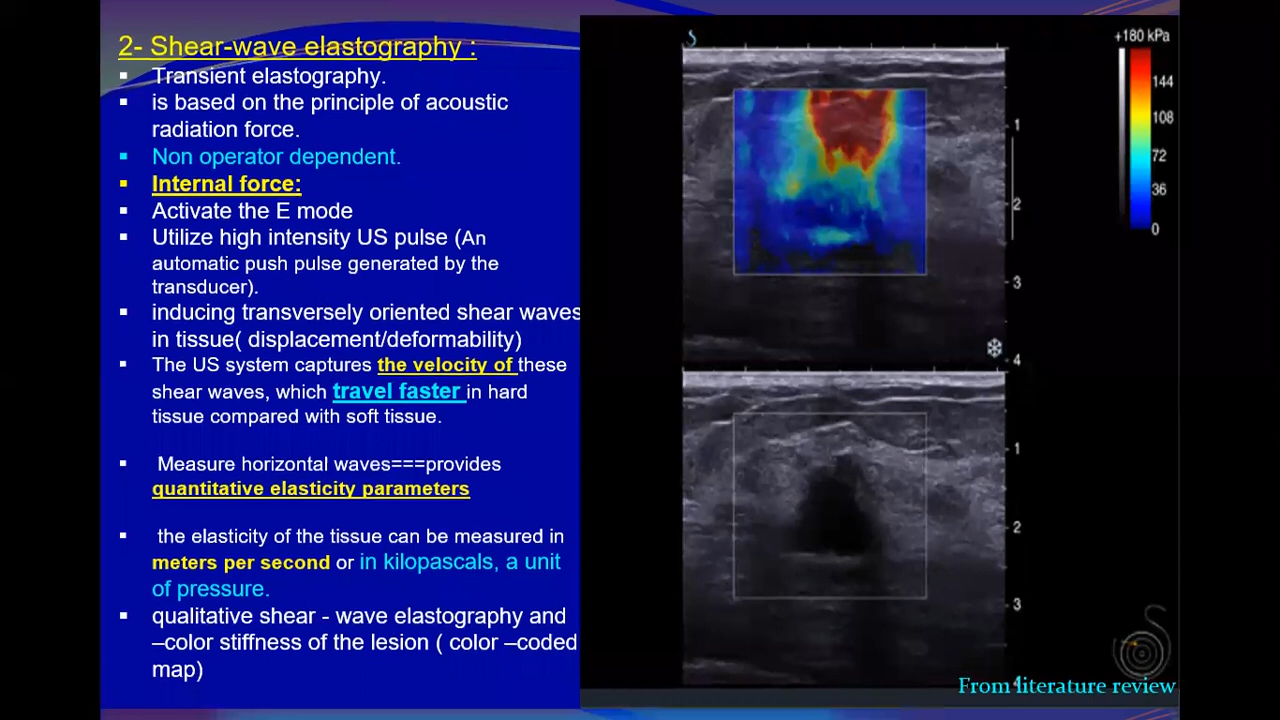 2- Shear-wave elastography :
▪ Transient elastography.
▪ is based on the principle of acoustic
radiation force.
▪ Non operator dependent.
▪ Internal force:
▪ Activate the E mode
▪ Utilize high intensity US pulse (An
automatic push pulse generated by the
transducer).
▪ inducing transversely oriented shear waves
in tissue( displacement/deformability)
▪ The US system captures the velocity of these
shear waves, which travel faster in hard
tissue compared with soft tissue.
▪ Measure horizontal waves===provides
quantitative elasticity parameters
▪ the elasticity of the tissue can be measured in
meters per second or in kilopascals, a unit
of pressure.
▪ qualitative shear - wave elastography and
–color stiffness of the lesion ( color –coded
map)
+180 kPa
144
108
72
36
0
1
2
3
4
1
2
3
From literature review